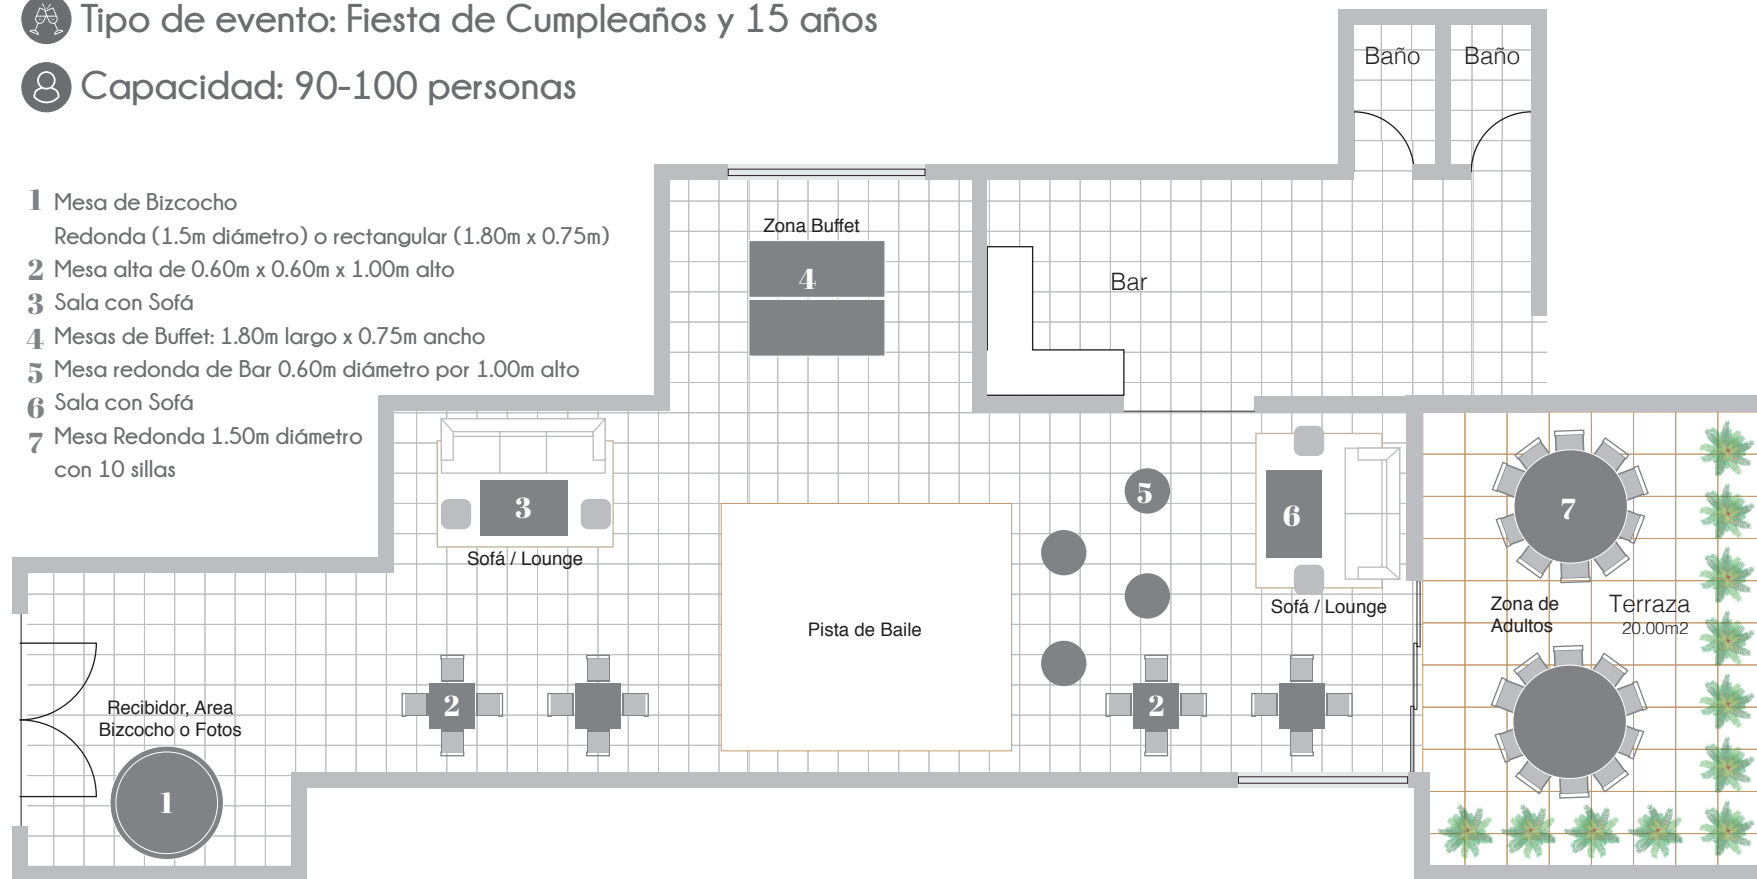 Tipo de evento: Fiesta de Cumpleaños y 15 años
Capacidad: 90-100 personas
1 Mesa de Bizcocho
Redonda (1.5m diámetro) o rectangular (1.80m x 0.75m)
2 Mesa alta de 0.60m x 0.60m x 1.00m alto
3 Sala con Sofá
4 Mesas de Buffet: 1.80m largo x 0.75m ancho
5 Mesa redonda de Bar 0.60m diámetro por 1.00m alto
6 Sala con Sofá
7 Mesa Redonda 1.50m diámetro
con 10 sillas
Baño
Baño
Zona Buffet
4
Bar
3
Sofá / Lounge
5
6
Sofá / Lounge
7
Zona de
Adultos
Terraza
20.00m2
Pista de Baile
2
2
Recibidor, Area
Bizcocho o Fotos
1